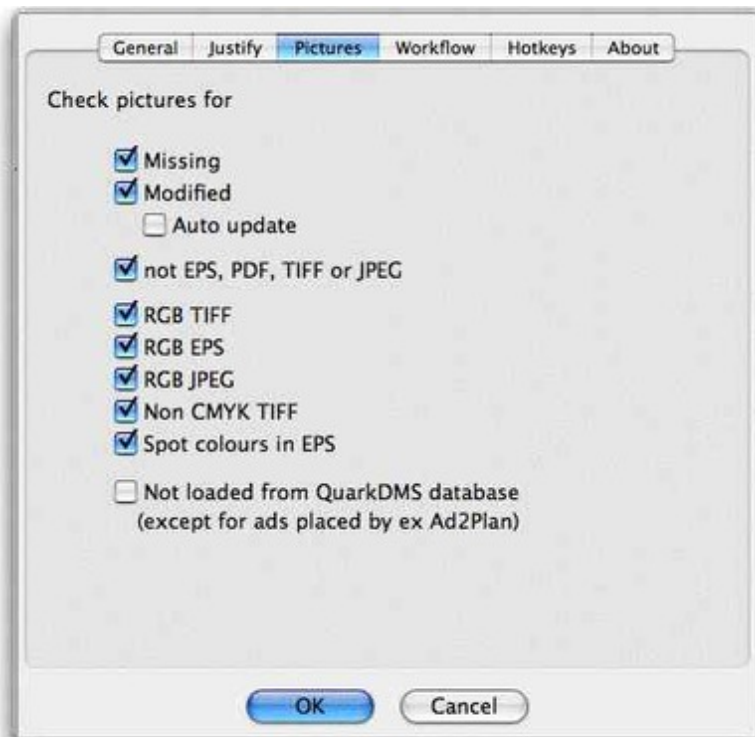 General Justify Pictures Workflow Hotkeys About
Check pictures for
Missing
Modified
Auto update
not EPS, PDF, TIFF or JPEG
RGB TIFF
RGB EPS
RGB JPEG
Non CMYK TIFF
Spot colours in EPS
Not loaded from QuarkDMS database
(except for ads placed by ex Ad2Plan)
OK Cancel